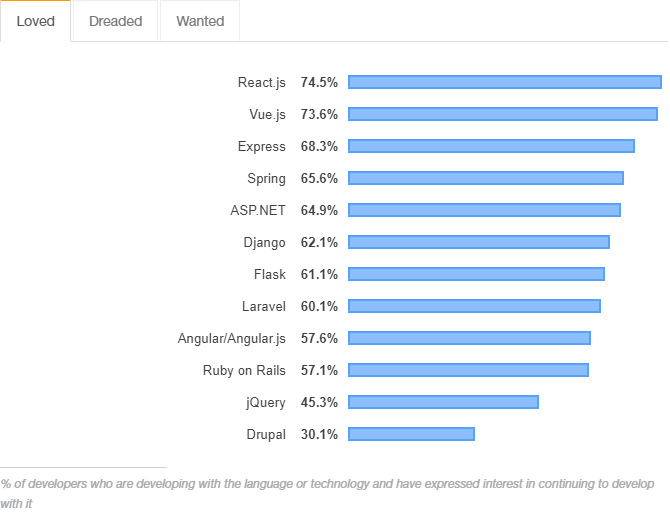 Loved Dreaded Wanted
React.js 74.5%
Vue.js 73.6%
Express 68.3%
Spring 65.6%
ASP.NET 64.9%
Django 62.1%
Flask 61.1%
Laravel 60.1%
Angular/Angular.js 57.6%
Ruby on Rails 57.1%
jQuery 45.3%
Drupal 30.1%
% of developers who are developing with the language or technology and have expressed interest in continuing to develop
with it